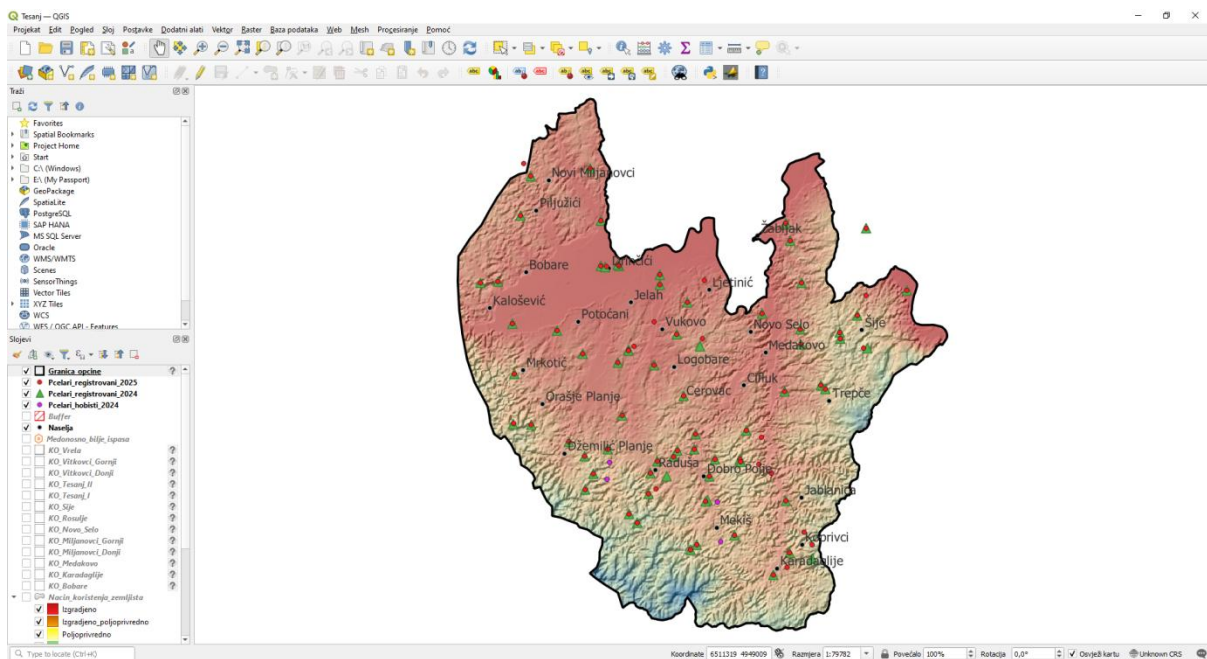 Tesanj — QGIS
Projekat Edit Pogled Sloj Postavke Dodatni alati Vektor Raster Baza podataka Web Mesh Procesiranje Pomoć
Traži
Favorites
Spatial Bookmarks
Project Home
Start
C:\ (Windows)
E:\ (My Passport)
GeoPackage
SpatiaLite
PostgreSQL
SAP HANA
MS SQL Server
Oracle
WMS/WMTS
Scenes
SensorThings
Vector Tiles
XYZ Tiles
WCS
WFS / OGC API - Features
Slojevi
Granica_opcine
Pcelari_registrovani_2025
Pcelari_registrovani_2024
Pcelari_hobisti_2024
Buffer
Naselja
Medonosno_bilje_ispasa
KO_Vrela
KO_Vitkovci_Gornji
KO_Vitkovci_Donji
KO_Tesanj_II
KO_Tesanj_I
KO_Sije
KO_Rosulje
KO_Novo_Selo
KO_Miljanovci_Gornji
KO_Miljanovci_Donji
KO_Medakovo
KO_Karadaglije
KO_Bobare
Nacin_koristenja_zemljista
Izgradjeno
Izgradjeno_poljoprivredno
Poljoprivredno
Novi Miljanovci
Piljužići
Žabljak
Bobare
Drinčići
Ljetinić
Kalošević
Jelah
Potočani
Vukovo
Novo Selo
Šije
Medakovo
Mrkotić
Logobare
Čifluk
Orašje Planje
Cerovac
Trepče
Džemilić Planje
Raduša
Dobro Polje
Jablanica
Mekiš
Koprivci
Karadaglije
Type to locate (Ctrl+K)
Koordinate 6511319 4949009 Razmjera 1:79782 Povećalo 100% Rotacija 0,0° Osvježi kartu Unknown CRS